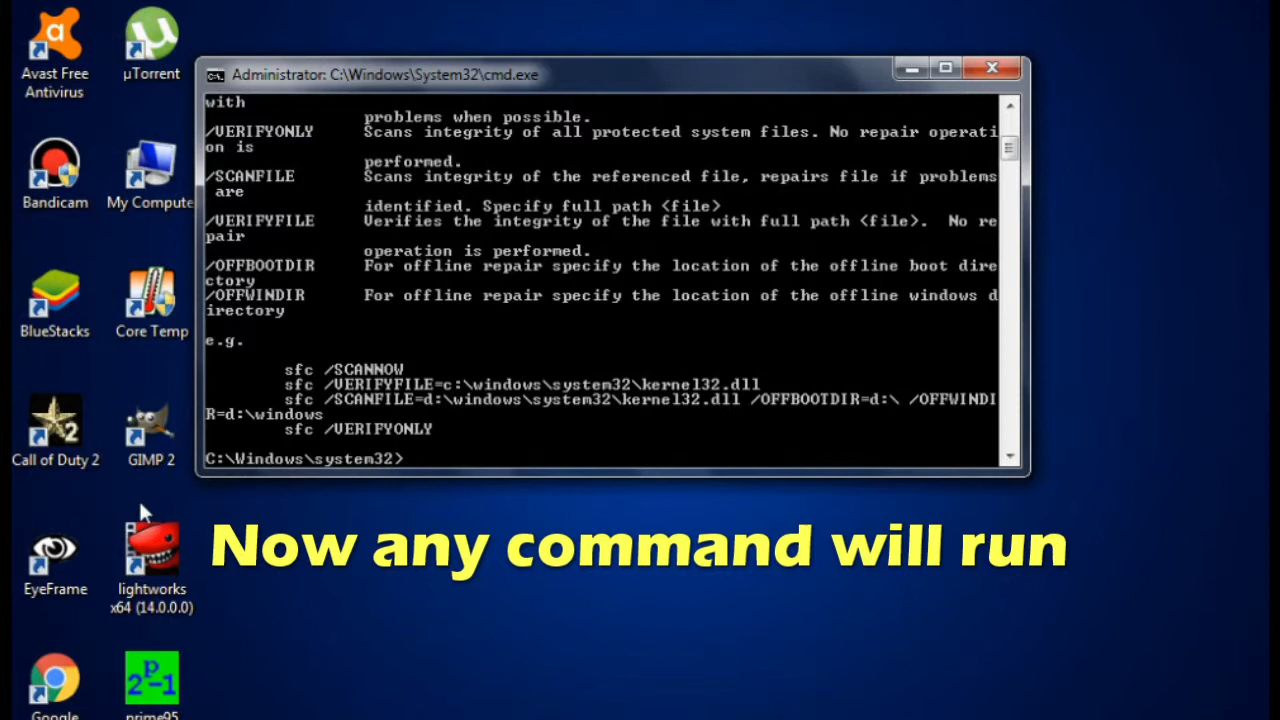 Avast Free
Antivirus
µTorrent
Bandicam
My Compute
BlueStacks
Core Temp
Call of Duty 2
GIMP 2
EyeFrame
lightworks
x64 (14.0.0.0)
Google
prime95
Administrator: C:\Windows\System32\cmd.exe
with
problems when possible.
/VERIFYONLY Scans integrity of all protected system files. No repair operati
on is
performed.
/SCANFILE Scans integrity of the referenced file, repairs file if problems
are
identified. Specify full path <file>
/VERIFYFILE Verifies the integrity of the file with full path <file>. No re
pair
operation is performed.
/OFFBOOTDIR For offline repair specify the location of the offline boot dire
ctory
/OFFWINDIR For offline repair specify the location of the offline windows d
irectory
e.g.
sfc /SCANNOW
sfc /VERIFYFILE=c:\windows\system32\kernel32.dll
sfc /SCANFILE=d:\windows\system32\kernel32.dll /OFFBOOTDIR=d:\ /OFFWINDI
R=d:\windows
sfc /VERIFYONLY
C:\Windows\system32>
Now any command will run